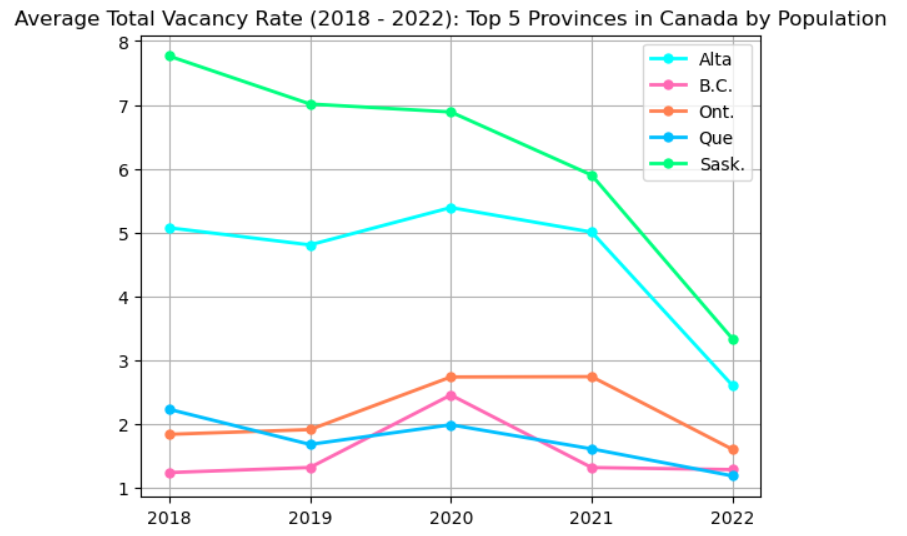 Average Total Vacancy Rate (2018 - 2022): Top 5 Provinces in Canada by Population
8
7
6
5
4
3
2
1
Alta
B.C.
Ont.
Que
Sask.
2018 2019 2020 2021 2022